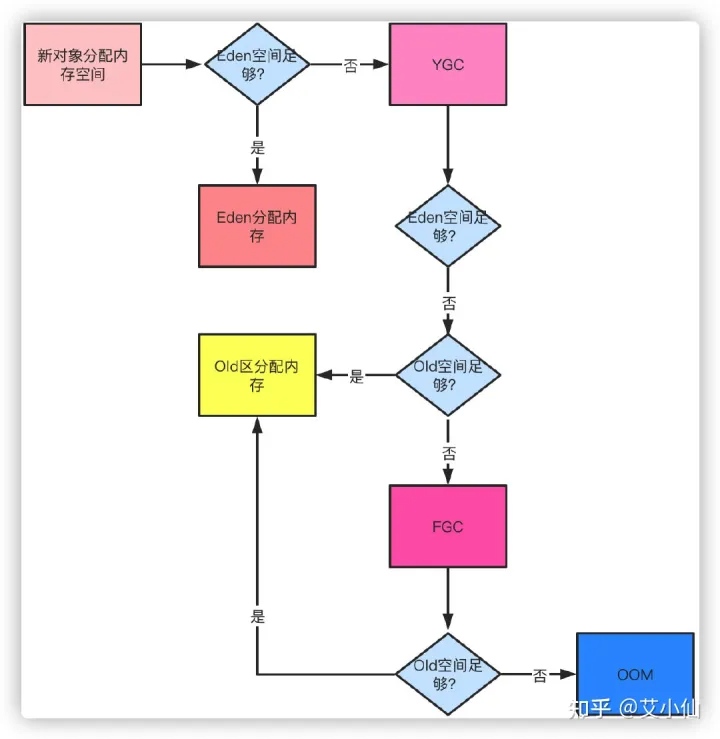 新对象分配内
存空间
Eden空间足
够?
否
YGC
是
Eden分配内
存
Eden空间足
够?
否
Old区分配内
存
是
Old空间足
够?
否
FGC
是
Old空间足
够?
否
OOM
知乎 @艾小仙